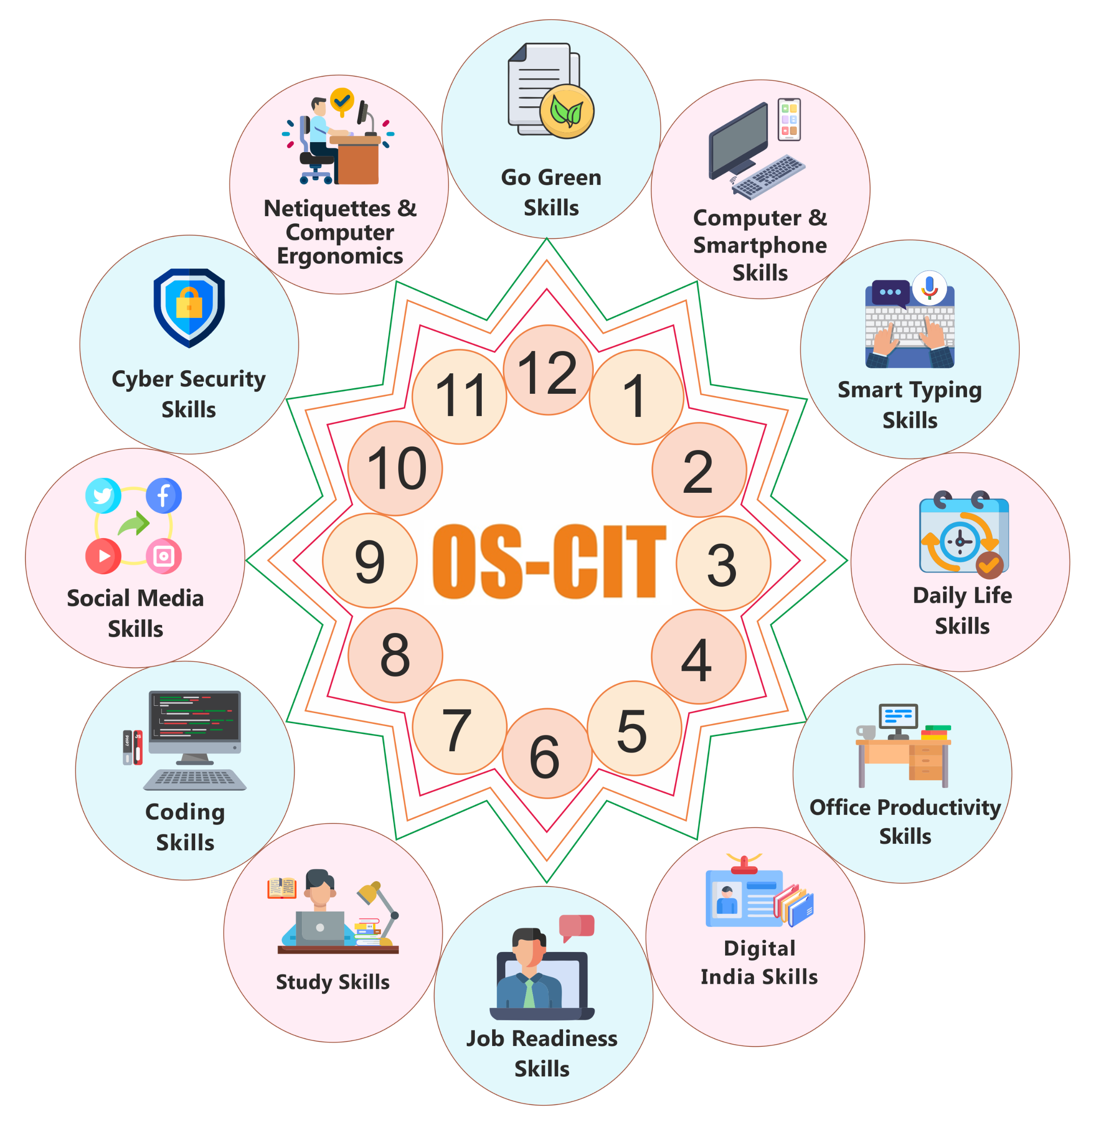 Go Green
Skills
Computer &
Smartphone
Skills
Smart Typing
Skills
Daily Life
Skills
Office Productivity
Skills
Digital
India Skills
Job Readiness
Skills
Study Skills
Coding
Skills
Social Media
Skills
Cyber Security
Skills
Netiquettes &
Computer
Ergonomics
12
1
2
3
4
5
6
7
8
9
10
11
OS-CIT